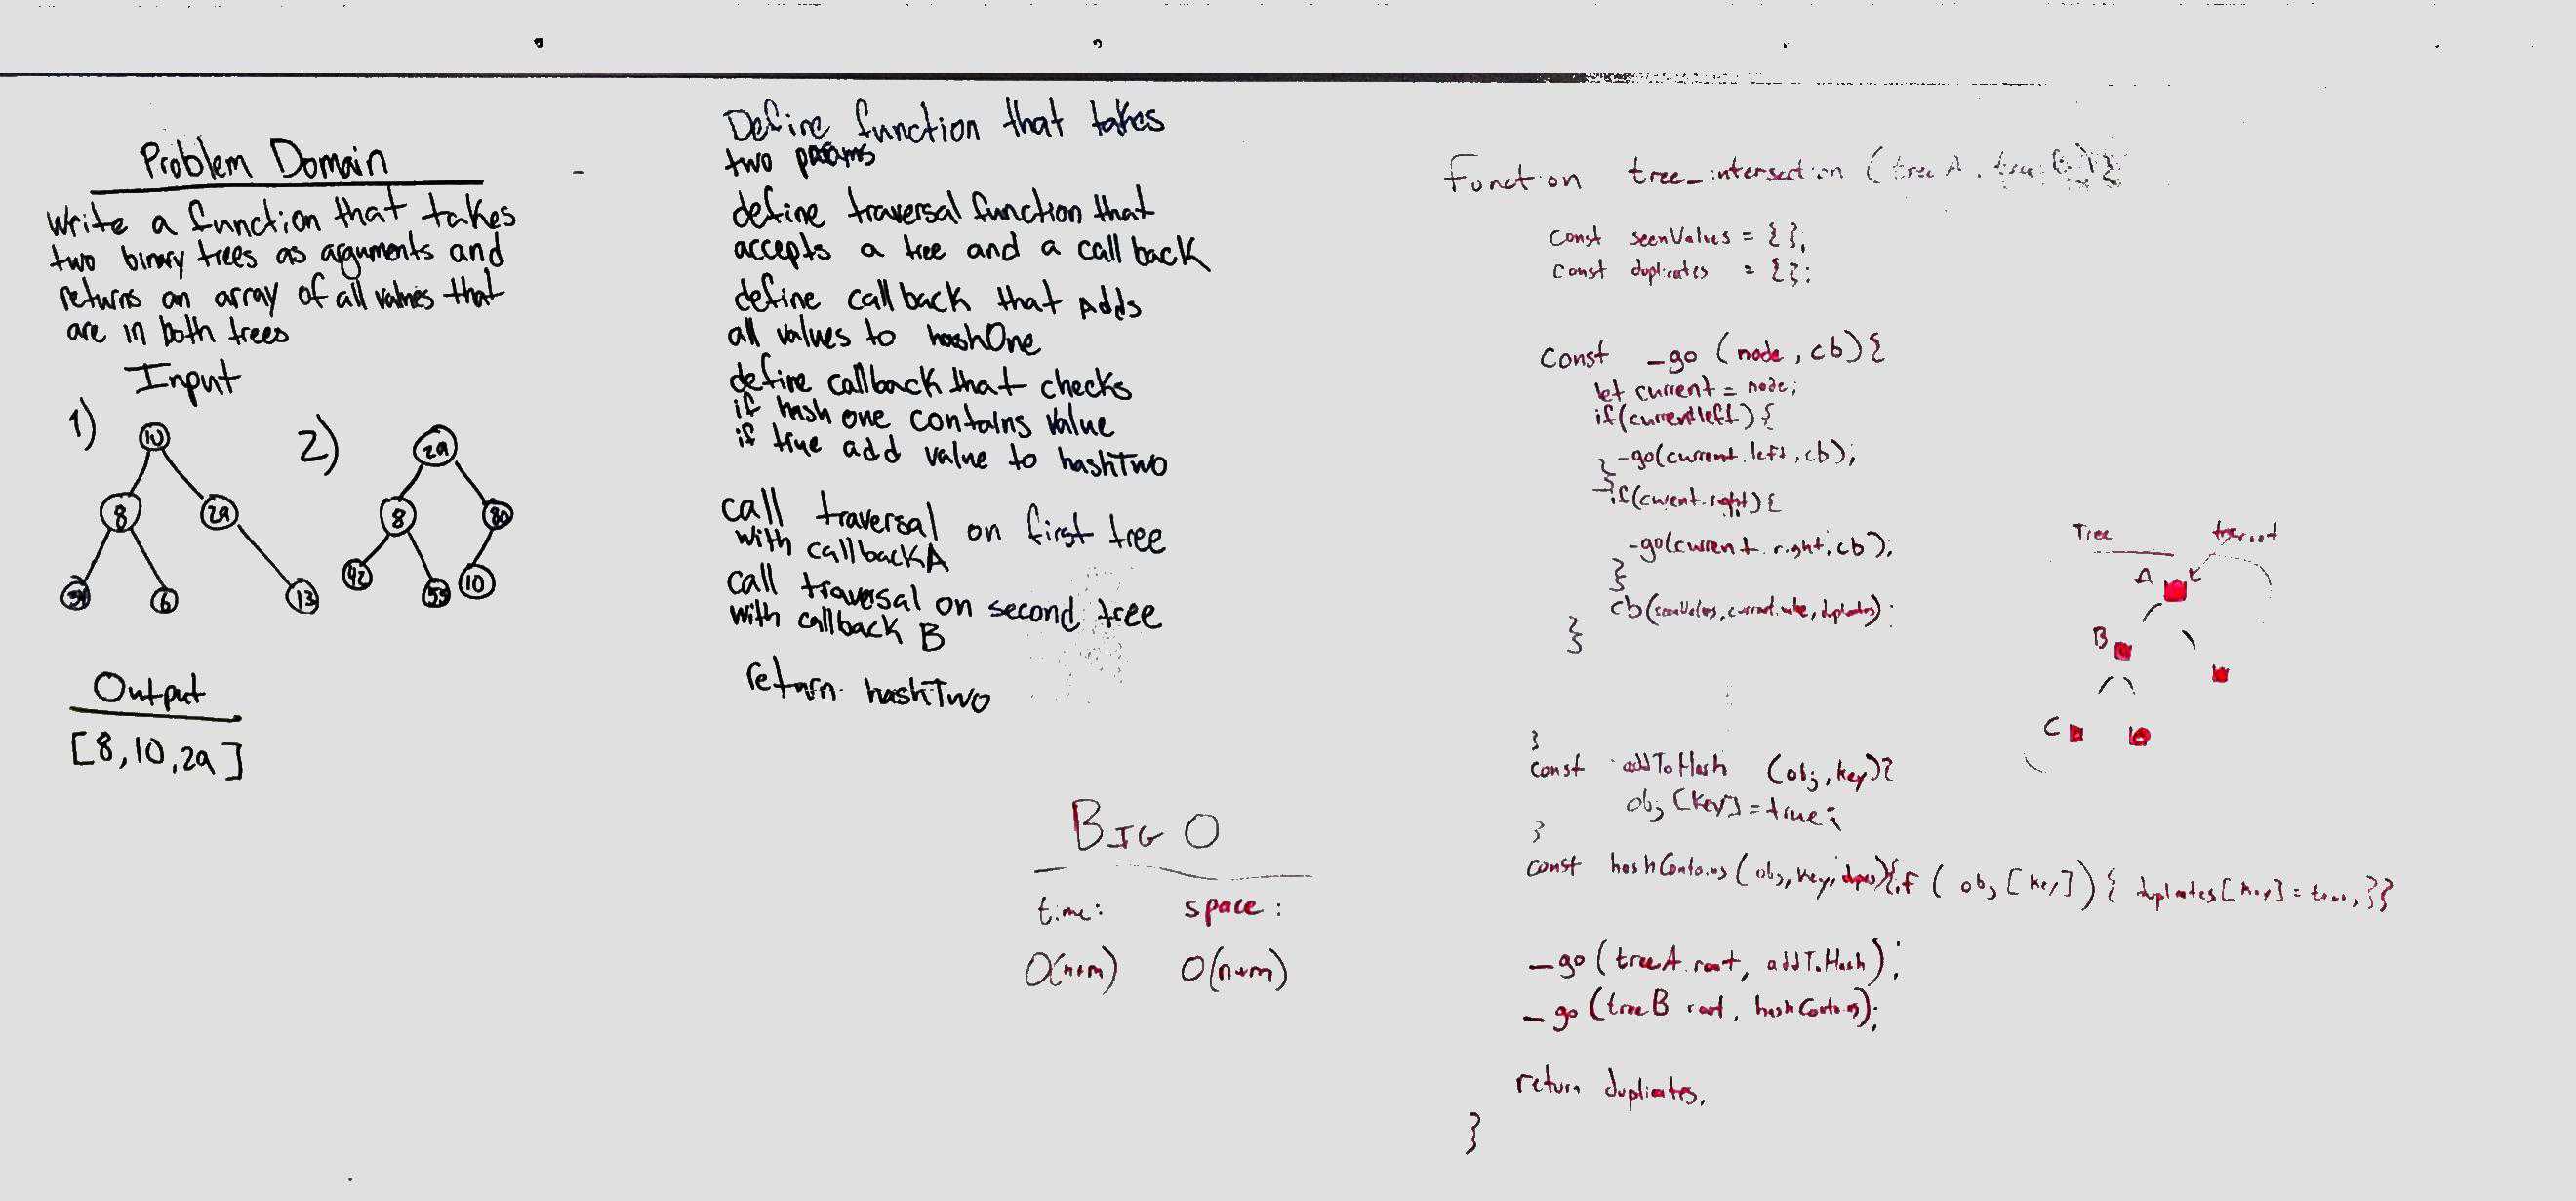 Problem Domain
Write a function that takes
two binary trees as arguments and
returns an array of all values that
are in both trees
Input
1)
10
8
29
6
13
2)
29
8
80
42
55
10
Output
[8,10,29]
Define function that takes
two params
define traversal function that
accepts a tree and a call back
define call back that Adds
all values to hashOne
define callback that checks
if hash one contains value
if true add value to hashTwo
call traversal on first tree
with callbackA
call traversal on second tree
with callback B
return hashTwo
BIG O
time: space:
O(n+m) O(n+m)
Function tree_intersection (treeA, treeB){
const seenValues = {};
const duplicates = {};
const _go (node, cb){
let current = node;
if(current.left){
_go(current.left, cb);
}
if(current.right){
_go(current.right, cb);
}
cb(seenValues, current.value, duplicates);
}
}
const addToHash (obj, key){
obj[key] = true;
}
const hashContains (obj, key, dupes){if (obj[key]) { duplicates[key] = true; }}
_go (treeA.root, addToHash);
_go (treeB root, hashContains);
return duplicates;
}
Tree
A
B
C